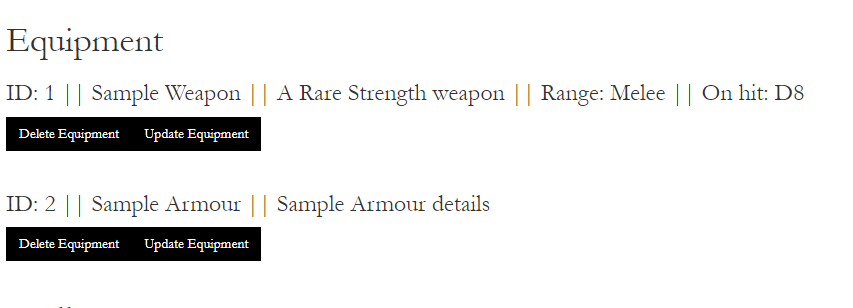 Equipment
ID: 1 || Sample Weapon || A Rare Strength weapon || Range: Melee || On hit: D8
Delete Equipment Update Equipment
ID: 2 || Sample Armour || Sample Armour details
Delete Equipment Update Equipment